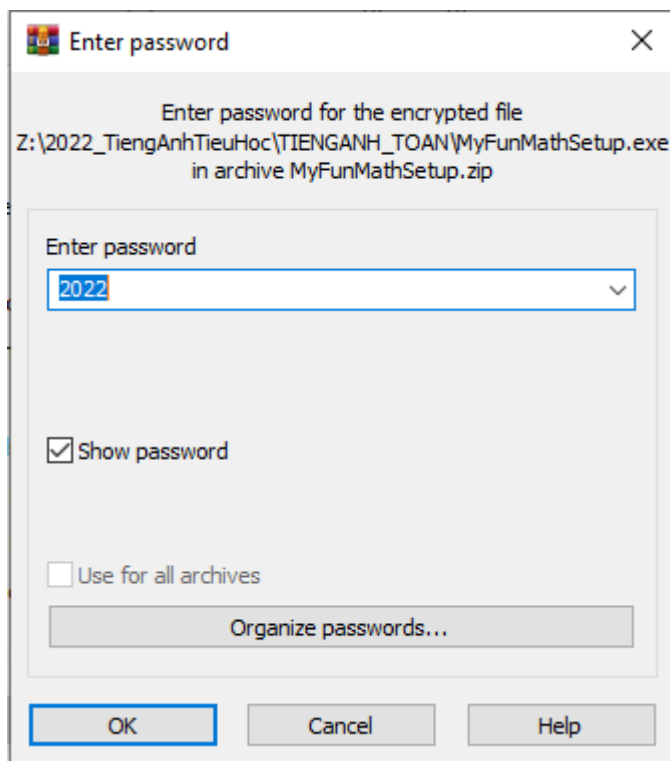 Enter password
Enter password for the encrypted file
Z:\2022_TiengAnhTieuHoc\TIENGANH_TOAN\MyFunMathSetup.exe
in archive MyFunMathSetup.zip
Enter password
2022
Show password
Use for all archives
Organize passwords...
OK
Cancel
Help